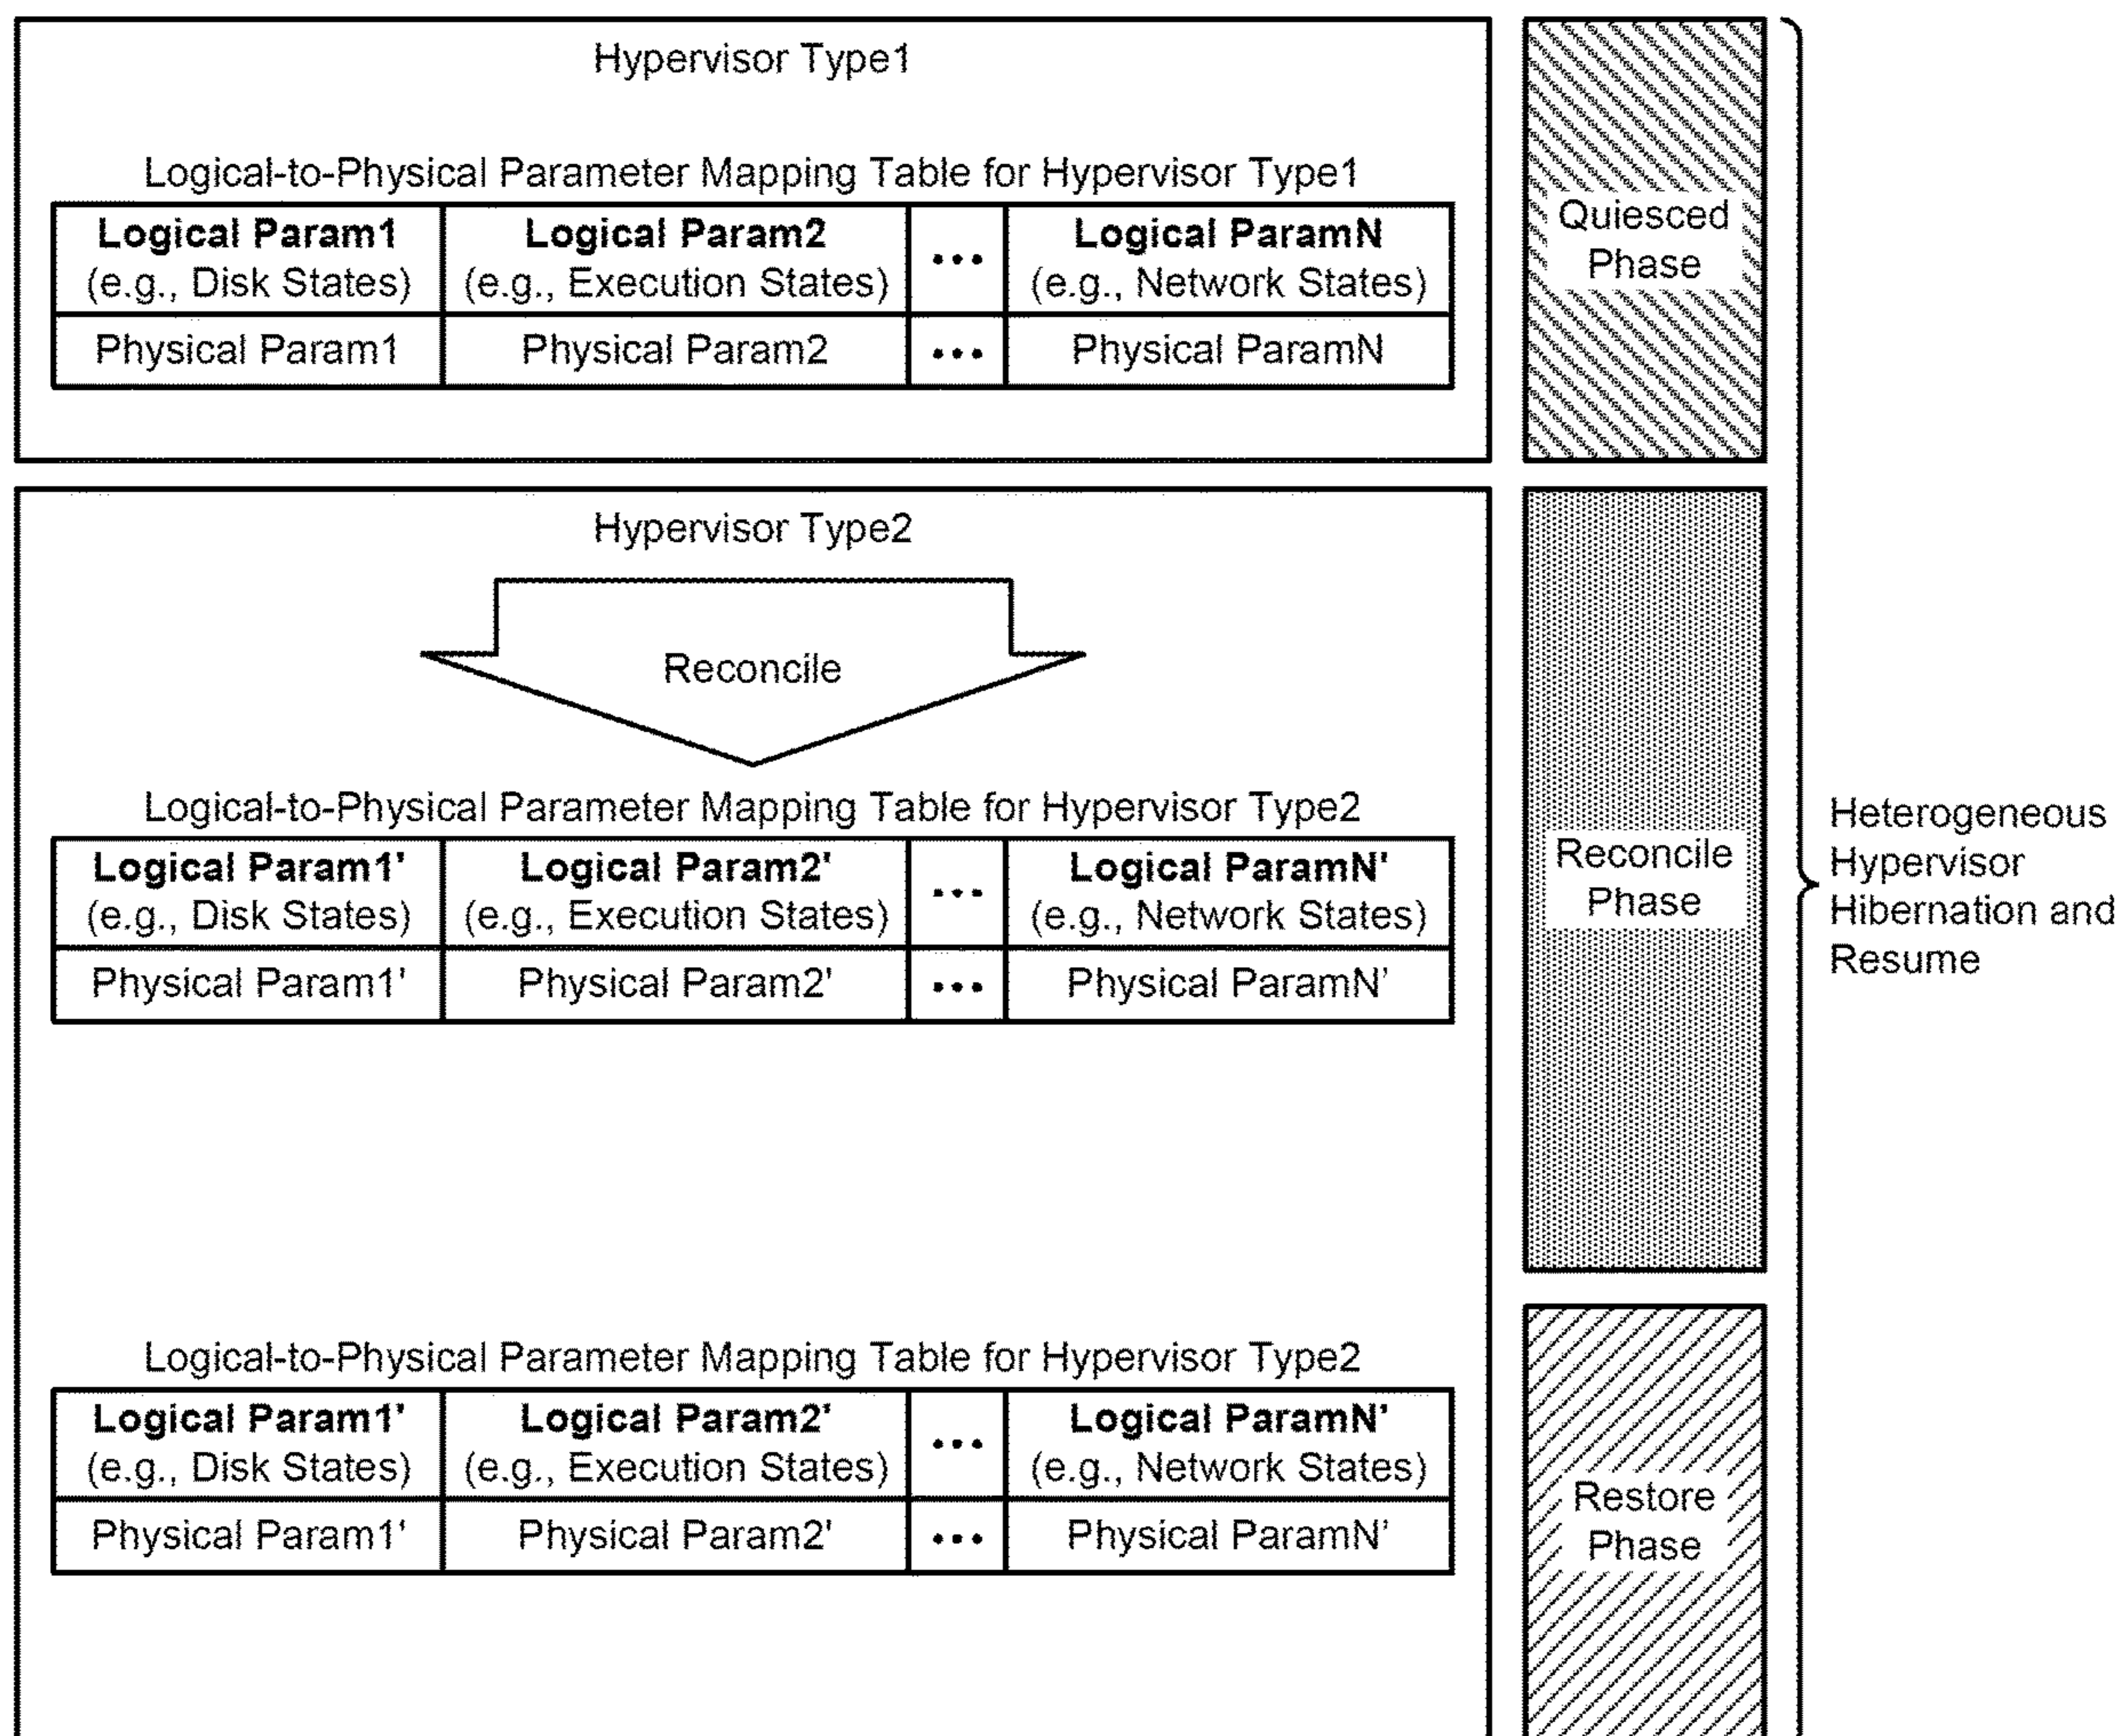 Hypervisor Type1
Logical-to-Physical Parameter Mapping Table for Hypervisor Type1
Logical Param1 Logical Param2 ... Logical ParamN
(e.g., Disk States) (e.g., Execution States) (e.g., Network States)
Physical Param1 Physical Param2 ... Physical ParamN
Quiesced
Phase
Hypervisor Type2
Reconcile
Logical-to-Physical Parameter Mapping Table for Hypervisor Type2
Logical Param1' Logical Param2' ... Logical ParamN'
(e.g., Disk States) (e.g., Execution States) (e.g., Network States)
Physical Param1' Physical Param2' ... Physical ParamN'
Reconcile
Phase
Logical-to-Physical Parameter Mapping Table for Hypervisor Type2
Logical Param1' Logical Param2' ... Logical ParamN'
(e.g., Disk States) (e.g., Execution States) (e.g., Network States)
Physical Param1' Physical Param2' ... Physical ParamN'
Restore
Phase
Heterogeneous
Hypervisor
Hibernation and
Resume